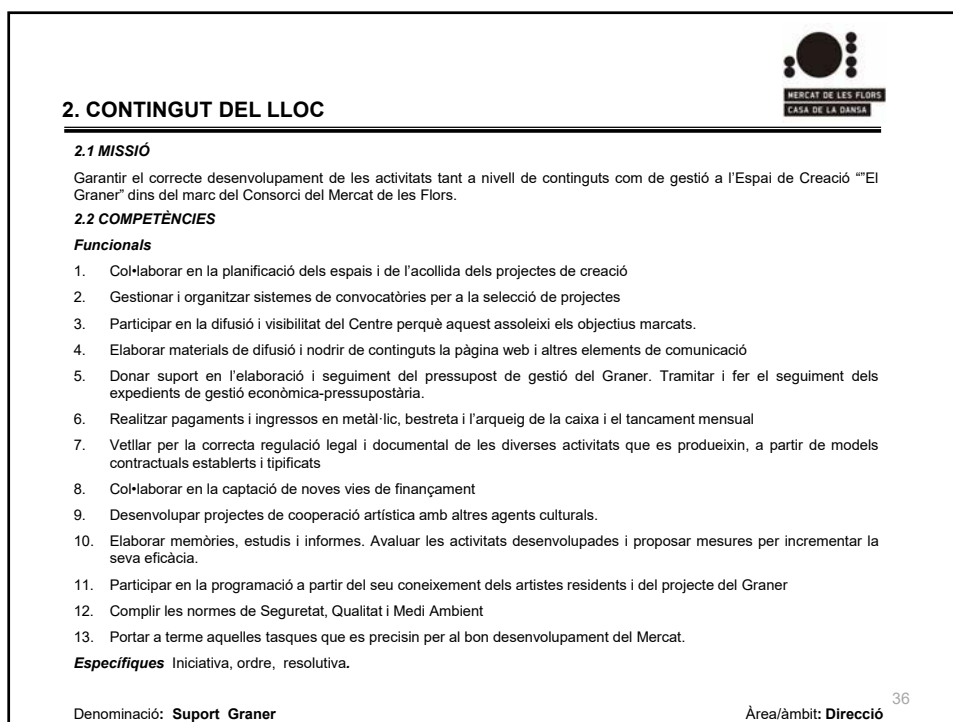 MERCAT DE LES FLORS
CASA DE LA DANSA
2. CONTINGUT DEL LLOC
2.1 MISSIÓ
Garantir el correcte desenvolupament de les activitats tant a nivell de continguts com de gestió a l'Espai de Creació “"El
Graner” dins del marc del Consorci del Mercat de les Flors.
2.2 COMPETÈNCIES
Funcionals
1. Col•laborar en la planificació dels espais i de l'acollida dels projectes de creació
2. Gestionar i organitzar sistemes de convocatòries per a la selecció de projectes
3. Participar en la difusió i visibilitat del Centre perquè aquest assoleixi els objectius marcats.
4. Elaborar materials de difusió i nodrir de continguts la pàgina web i altres elements de comunicació
5. Donar suport en l'elaboració i seguiment del pressupost de gestió del Graner. Tramitar i fer el seguiment dels
expedients de gestió econòmica-pressupostària.
6. Realitzar pagaments i ingressos en metàl·lic, bestreta i l'arqueig de la caixa i el tancament mensual
7. Vetllar per la correcta regulació legal i documental de les diverses activitats que es produeixin, a partir de models
contractuals establerts i tipificats
8. Col•laborar en la captació de noves vies de finançament
9. Desenvolupar projectes de cooperació artística amb altres agents culturals.
10. Elaborar memòries, estudis i informes. Avaluar les activitats desenvolupades i proposar mesures per incrementar la
seva eficàcia.
11. Participar en la programació a partir del seu coneixement dels artistes residents i del projecte del Graner
12. Complir les normes de Seguretat, Qualitat i Medi Ambient
13. Portar a terme aquelles tasques que es precisin per al bon desenvolupament del Mercat.
Específiques Iniciativa, ordre, resolutiva.
36
Denominació: Suport Graner Àrea/àmbit: Direcció